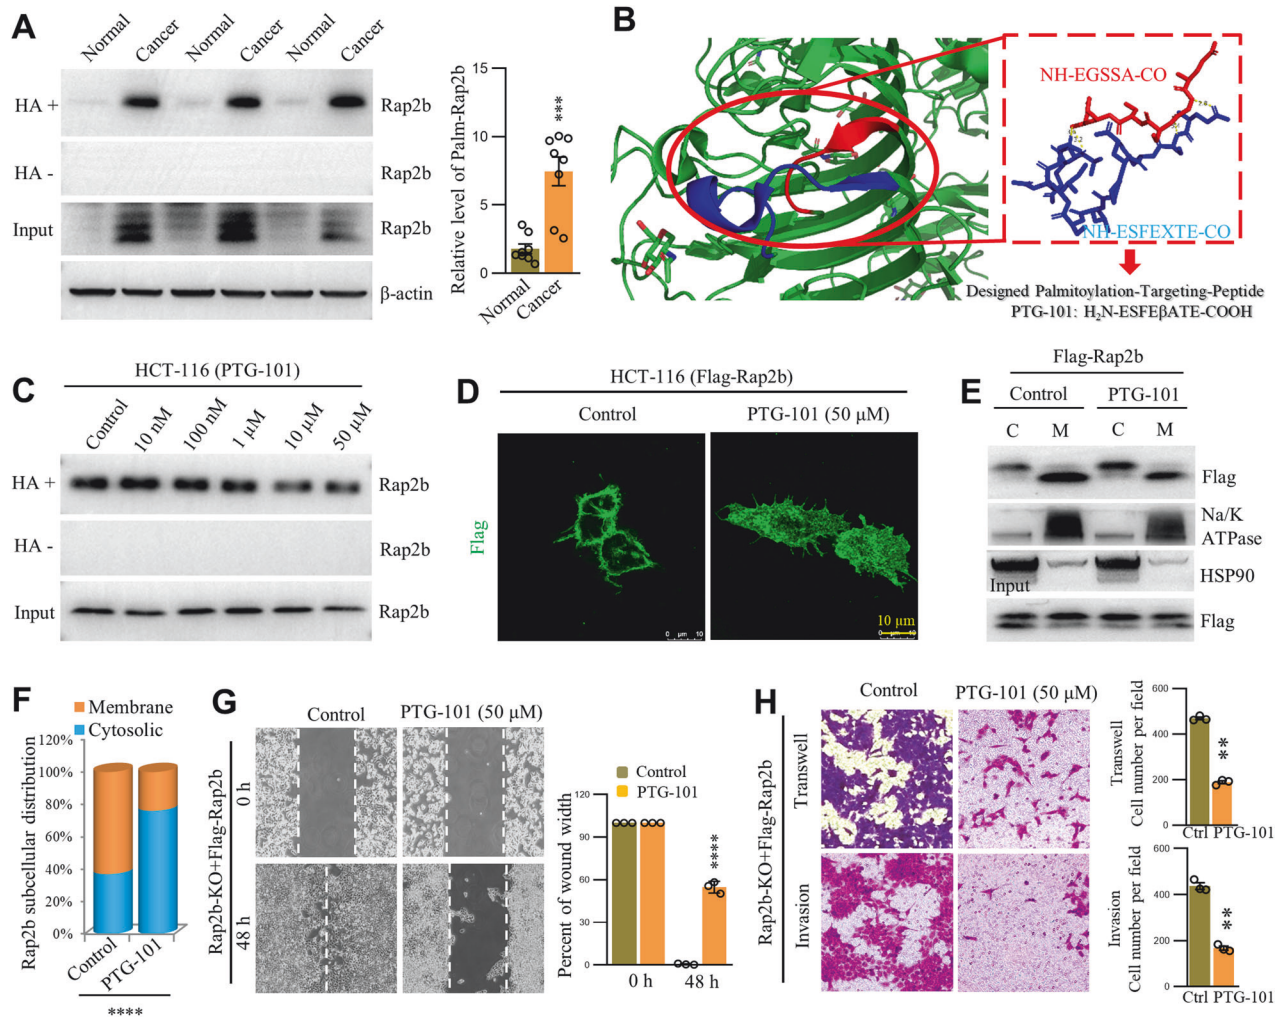 A
Normal Cancer Normal Cancer Normal Cancer
HA + Rap2b
HA - Rap2b
Input Rap2b
β-actin
Relative level of Palm-Rap2b
15
10
5
0
***
Normal Cancer
B
NH-EGSSA-CO
NH-ESFEXTE-CO
Designed Palmitoylation-Targeting-Peptide
PTG-101: H₂N-ESFEβATE-COOH
C
HCT-116 (PTG-101)
Control 10 nM 100 nM 1 μM 10 μM 50 μM
HA + Rap2b
HA - Rap2b
Input Rap2b
D
HCT-116 (Flag-Rap2b)
Control PTG-101 (50 μM)
Flag
0 μm 10
10 μm
0 μm 10
E
Flag-Rap2b
Control PTG-101
C M C M
Flag
Na/K
ATPase
HSP90
Input
Flag
F
Membrane
Cytosolic
Rap2b subcellular distribution
120%
100%
80%
60%
40%
20%
0%
Control PTG-101
****
G
Control PTG-101 (50 μM)
Rap2b-KO+Flag-Rap2b
0 h
48 h
Control
PTG-101
Percent of wound width
120
90
60
30
0
****
0 h 48 h
H
Control PTG-101 (50 μM)
Rap2b-KO+Flag-Rap2b
Transwell
Invasion
Transwell
Cell number per field
600
400
200
0
**
Ctrl PTG-101
Invasion
Cell number per field
600
400
200
0
**
Ctrl PTG-101